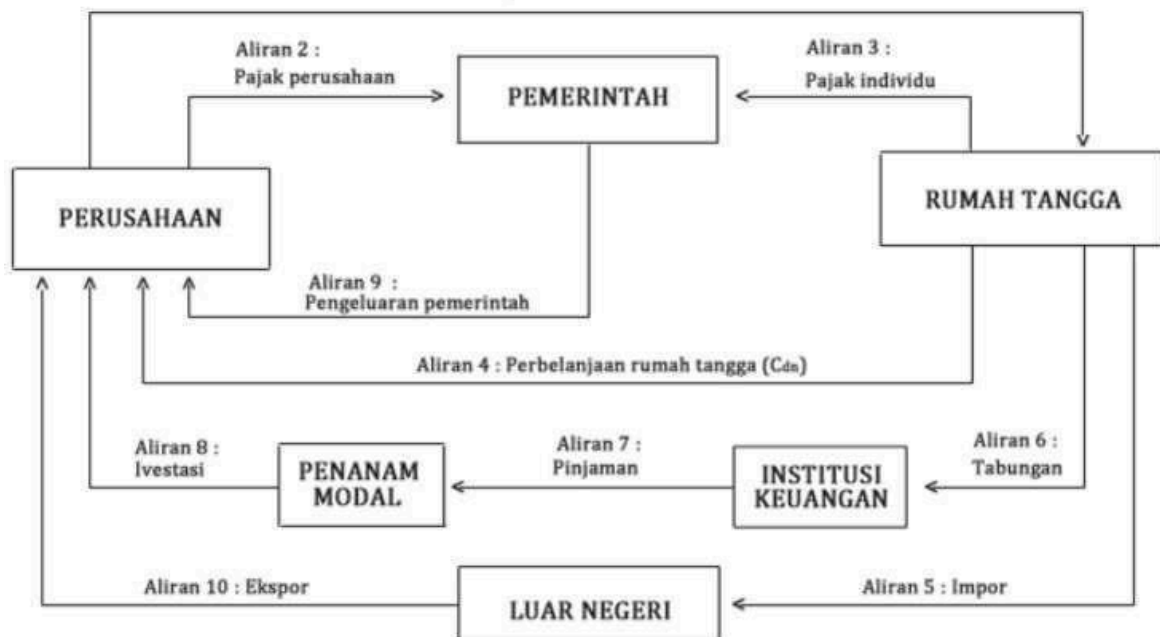 Aliran 2 :
Pajak perusahaan
Aliran 3 :
Pajak individu
PEMERINTAH
PERUSAHAAN
RUMAH TANGGA
Aliran 9 :
Pengeluaran pemerintah
Aliran 4 : Perbelanjaan rumah tangga (Cdn)
Aliran 8 :
Ivestasi
PENANAM
MODAL
Aliran 7 :
Pinjaman
INSTITUSI
KEUANGAN
Aliran 6 :
Tabungan
Aliran 10 : Ekspor
LUAR NEGERI
Aliran 5 : Impor